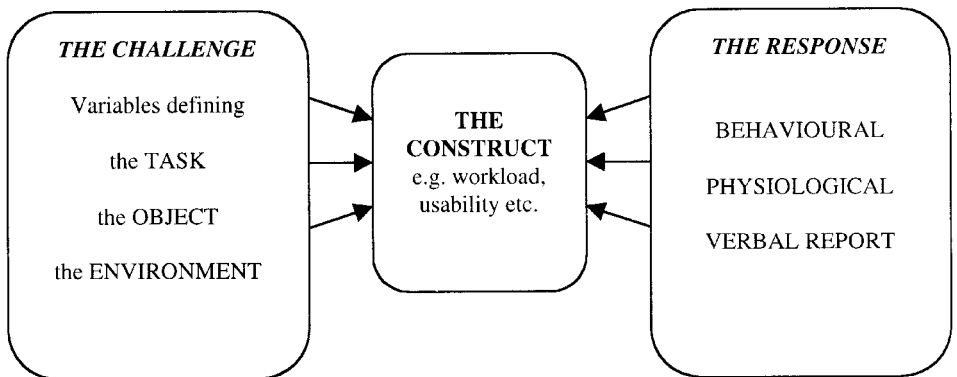 THE CHALLENGE
Variables defining
the TASK
the OBJECT
the ENVIRONMENT
THE
CONSTRUCT
e.g. workload,
usability etc.
THE RESPONSE
BEHAVIOURAL
PHYSIOLOGICAL
VERBAL REPORT